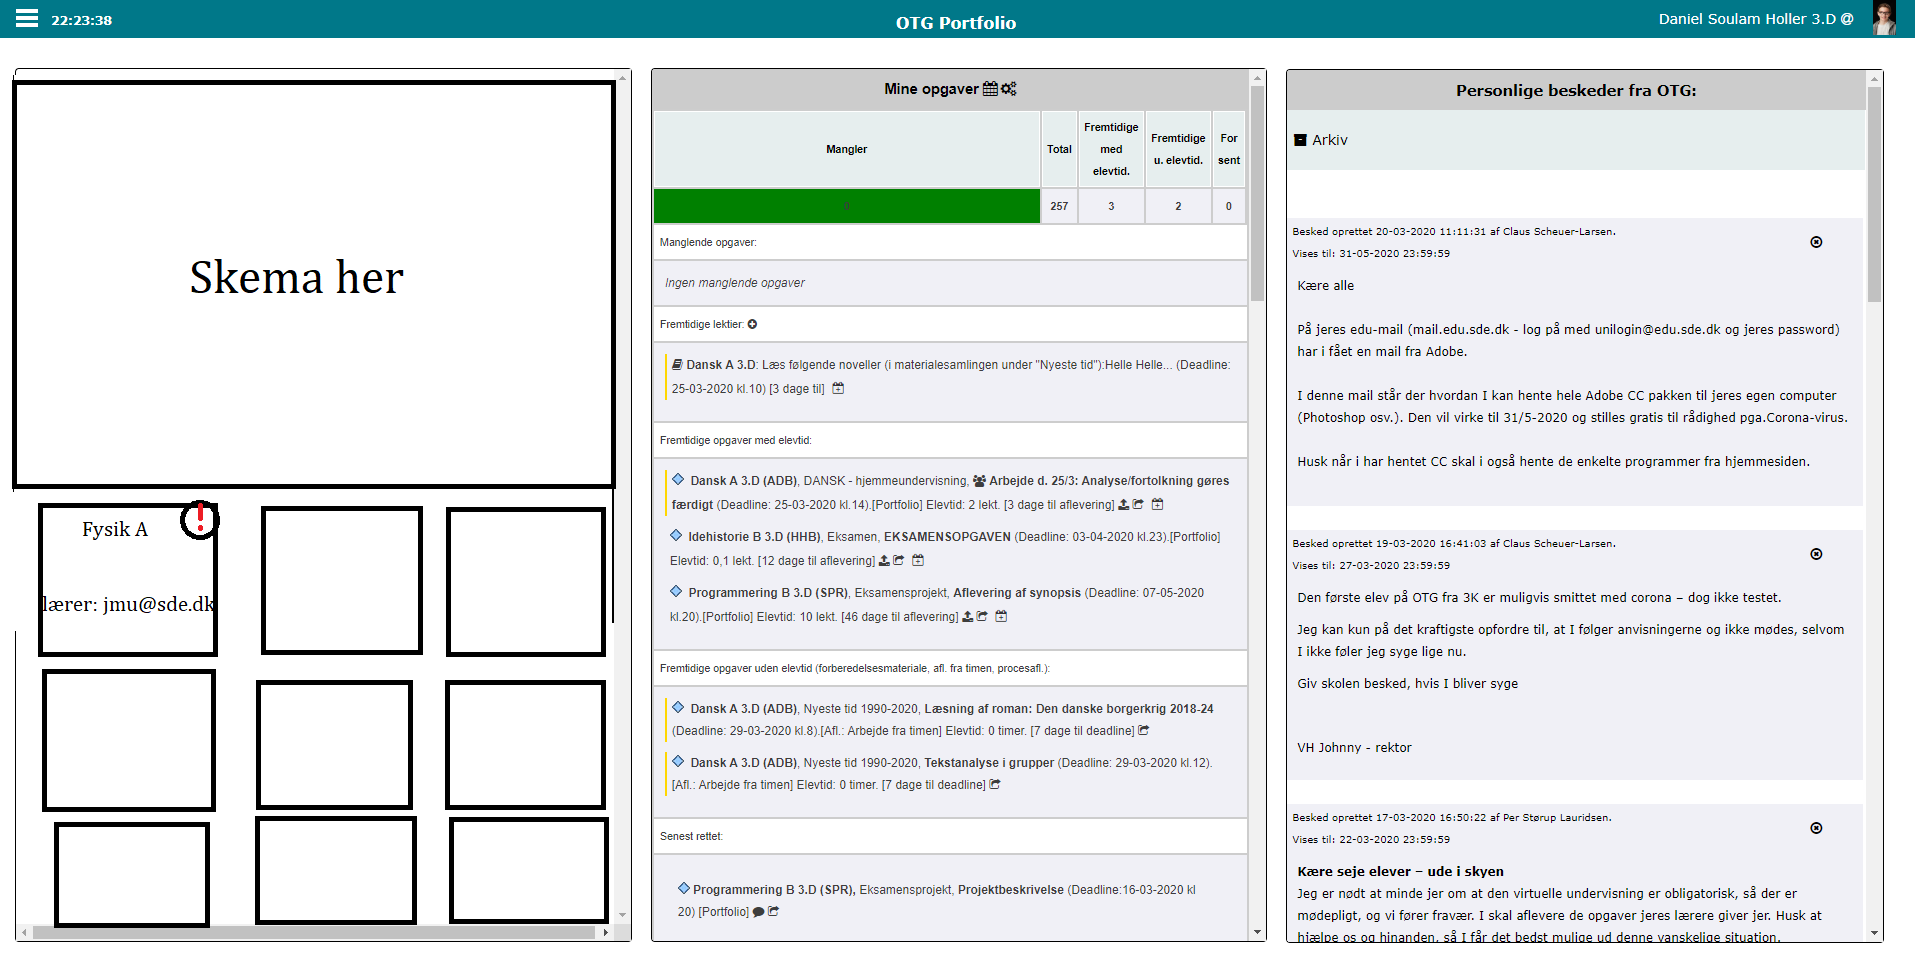 22:23:38
OTG Portfolio
Daniel Soulam Holler 3.D @
Skema her
Fysik A
!
lærer: jmu@sde.dk
Mine opgaver
Mangler
Total
Fremtidige
med
elevtid.
Fremtidige
u. elevtid.
For
sent
0
257
3
2
0
Manglende opgaver:
Ingen manglende opgaver
Fremtidige lektier:
Dansk A 3.D: Læs følgende noveller (i materialesamlingen under "Nyeste tid"):Helle Helle... (Deadline:
25-03-2020 kl.10) [3 dage til]
Fremtidige opgaver med elevtid:
Dansk A 3.D (ADB), DANSK - hjemmeundervisning, Arbejde d. 25/3: Analyse/fortolkning gøres
færdigt (Deadline: 25-03-2020 kl.14).[Portfolio] Elevtid: 2 lekt. [3 dage til aflevering]
Idehistorie B 3.D (HHB), Eksamen, EKSAMENSOPGAVEN (Deadline: 03-04-2020 kl.23).[Portfolio]
Elevtid: 0,1 lekt. [12 dage til aflevering]
Programmering B 3.D (SPR), Eksamensprojekt, Aflevering af synopsis (Deadline: 07-05-2020
kl.20).[Portfolio] Elevtid: 10 lekt. [46 dage til aflevering]
Fremtidige opgaver uden elevtid (forberedelsesmateriale, afl. fra timen, procesafl.):
Dansk A 3.D (ADB), Nyeste tid 1990-2020, Læsning af roman: Den danske borgerkrig 2018-24
(Deadline: 29-03-2020 kl.8).[Afl.: Arbejde fra timen] Elevtid: 0 timer. [7 dage til deadline]
Dansk A 3.D (ADB), Nyeste tid 1990-2020, Tekstanalyse i grupper (Deadline: 29-03-2020 kl.12).
[Afl.: Arbejde fra timen] Elevtid: 0 timer. [7 dage til deadline]
Senest rettet:
Programmering B 3.D (SPR), Eksamensprojekt, Projektbeskrivelse (Deadline:16-03-2020 kl
20) [Portfolio]
Personlige beskeder fra OTG:
Arkiv
Besked oprettet 20-03-2020 11:11:31 af Claus Scheuer-Larsen.
Vises til: 31-05-2020 23:59:59
Kære alle
På jeres edu-mail (mail.edu.sde.dk - log på med unilogin@edu.sde.dk og jeres password)
har i fået en mail fra Adobe.
I denne mail står der hvordan I kan hente hele Adobe CC pakken til jeres egen computer
(Photoshop osv.). Den vil virke til 31/5-2020 og stilles gratis til rådighed pga.Corona-virus.
Husk når i har hentet CC skal i også hente de enkelte programmer fra hjemmesiden.
Besked oprettet 19-03-2020 16:41:03 af Claus Scheuer-Larsen.
Vises til: 27-03-2020 23:59:59
Den første elev på OTG fra 3K er muligvis smittet med corona – dog ikke testet.
Jeg kan kun på det kraftigste opfordre til, at I følger anvisningerne og ikke mødes, selvom
I ikke føler jeg syge lige nu.
Giv skolen besked, hvis I bliver syge
VH Johnny - rektor
Besked oprettet 17-03-2020 16:50:22 af Per Størup Lauridsen.
Vises til: 22-03-2020 23:59:59
Kære seje elever – ude i skyen
Jeg er nødt at minde jer om at den virtuelle undervisning er obligatorisk, så der er
mødepligt, og vi fører fravær. I skal aflevere de opgaver jeres lærere giver jer. Husk at
hjælpe os og hinanden, så I får det bedst mulige ud denne vanskelige situation.